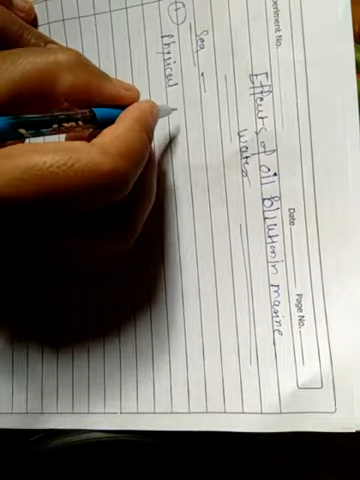 Experiment No.
Date
Page No.
Effects of oil Pollution in marine
Water
Sea -
① Physical